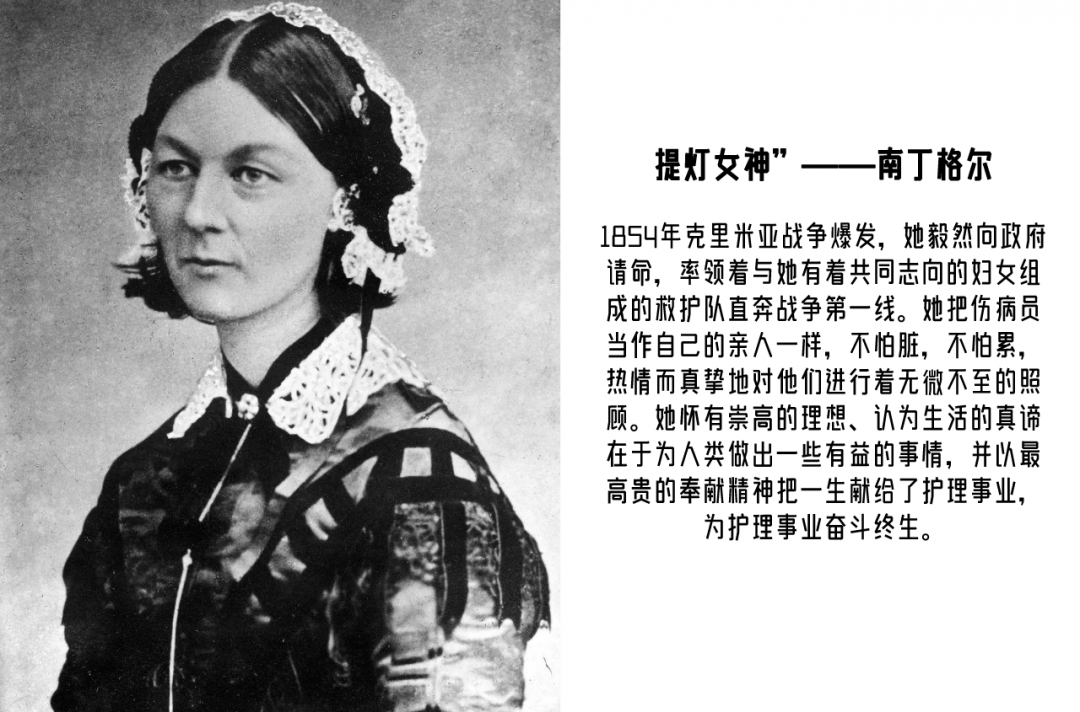 提灯女神”——南丁格尔
1854年克里米亚战争爆发，她毅然向政府
请命，率领着与她有着共同志向的妇女组
成的救护队直奔战争第一线。她把伤病员
当作自己的亲人一样，不怕脏，不怕累，
热情而真挚地对他们进行着无微不至的照
顾。她怀有崇高的理想、认为生活的真谛
在于为人类做出一些有益的事情，并以最
高贵的奉献精神把一生献给了护理事业，
为护理事业奋斗终生。